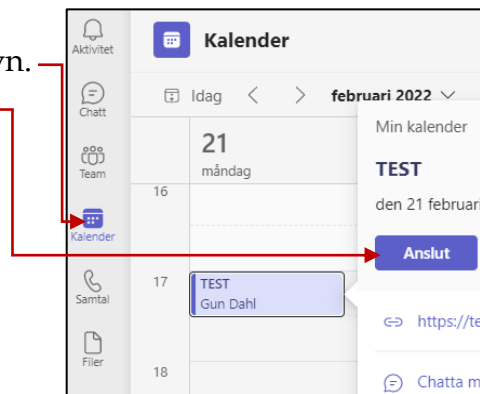 vn.
Aktivitet
Chatt
Team
Kalender
Samtal
Filer
Kalender
Idag
februari 2022
21
måndag
16
17
18
TEST
Gun Dahl
Min kalender
TEST
den 21 februari
Anslut
https://te
Chatta m